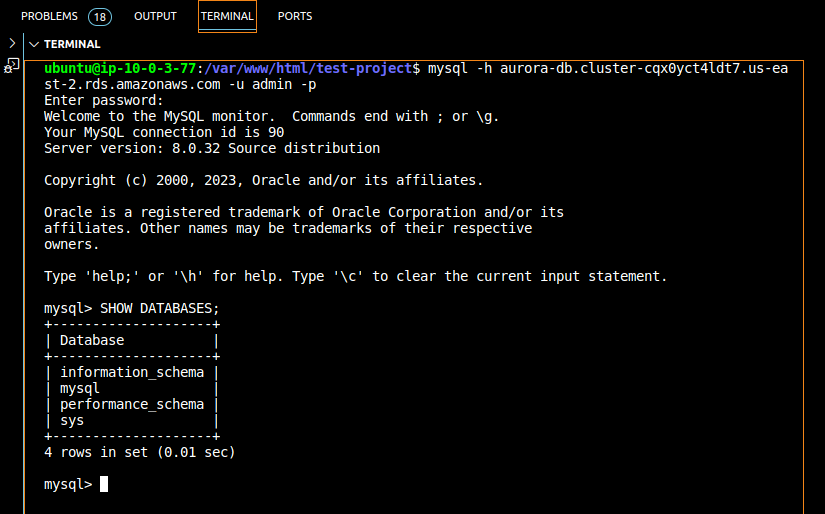 PROBLEMS 18 OUTPUT TERMINAL PORTS
TERMINAL
ubuntu@ip-10-0-3-77:/var/www/html/test-project$ mysql -h aurora-db.cluster-cqx0yct4ldt7.us-ea
st-2.rds.amazonaws.com -u admin -p
Enter password:
Welcome to the MySQL monitor.  Commands end with ; or \g.
Your MySQL connection id is 90
Server version: 8.0.32 Source distribution

Copyright (c) 2000, 2023, Oracle and/or its affiliates.

Oracle is a registered trademark of Oracle Corporation and/or its
affiliates. Other names may be trademarks of their respective
owners.

Type 'help;' or '\h' for help. Type '\c' to clear the current input statement.

mysql> SHOW DATABASES;
+--------------------+
| Database           |
+--------------------+
| information_schema |
| mysql              |
| performance_schema |
| sys                |
+--------------------+
4 rows in set (0.01 sec)

mysql>